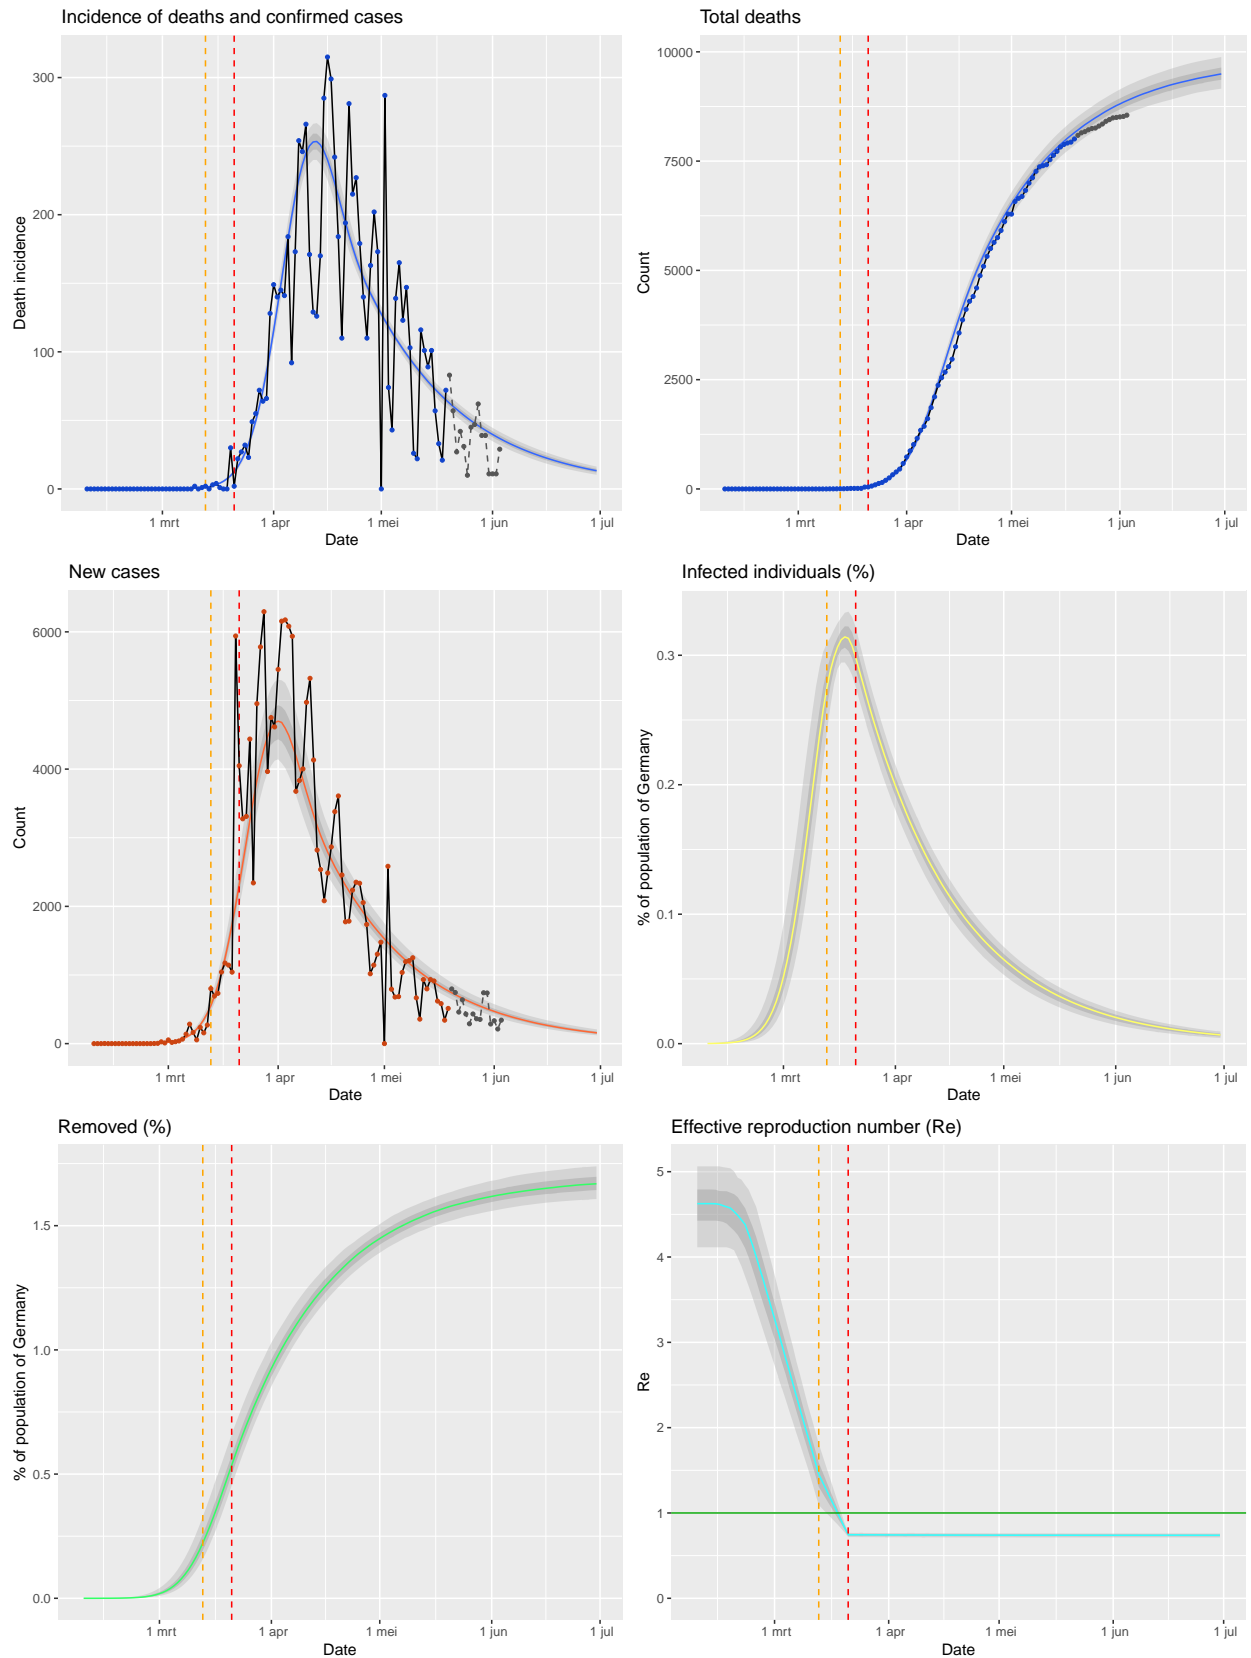 Incidence of deaths and confirmed cases
Death incidence
300
200
100
0
1 mrt 1 apr 1 mei 1 jun 1 jul
Date
Total deaths
Count
10000
7500
5000
2500
0
1 mrt 1 apr 1 mei 1 jun 1 jul
Date
New cases
Count
6000
4000
2000
0
1 mrt 1 apr 1 mei 1 jun 1 jul
Date
Infected individuals (%)
% of population of Germany
0.3
0.2
0.1
0.0
1 mrt 1 apr 1 mei 1 jun 1 jul
Date
Removed (%)
% of population of Germany
1.5
1.0
0.5
0.0
1 mrt 1 apr 1 mei 1 jun 1 jul
Date
Effective reproduction number (Re)
Re
5
4
3
2
1
0
1 mrt 1 apr 1 mei 1 jun 1 jul
Date